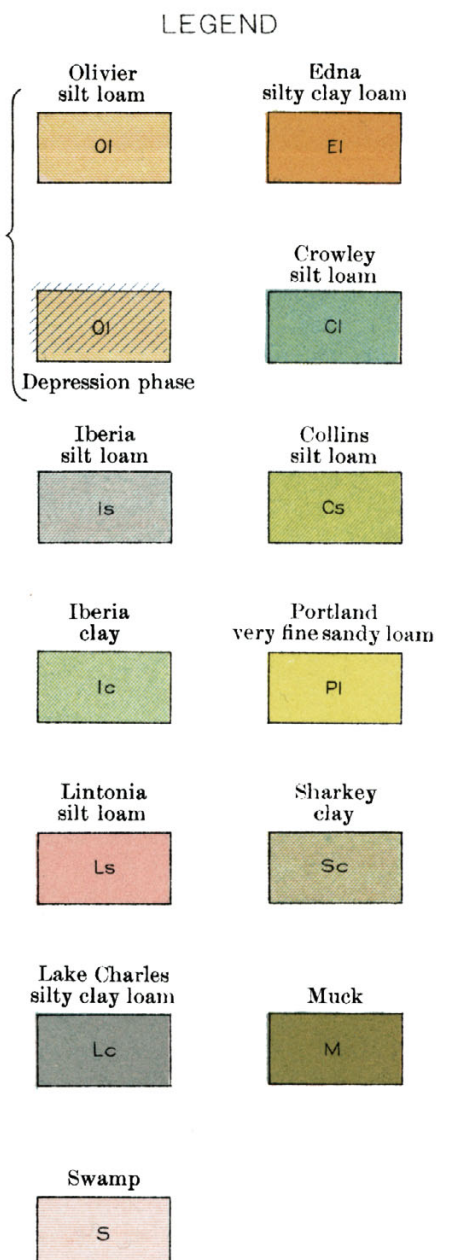 LEGEND
Olivier
silt loam
Ol
Ol
Depression phase
Iberia
silt loam
Is
Iberia
clay
Ic
Lintonia
silt loam
Ls
Lake Charles
silty clay loam
Lc
Swamp
S
Edna
silty clay loam
El
Crowley
silt loam
Cl
Collins
silt loam
Cs
Portland
very fine sandy loam
Pl
Sharkey
clay
Sc
Muck
M